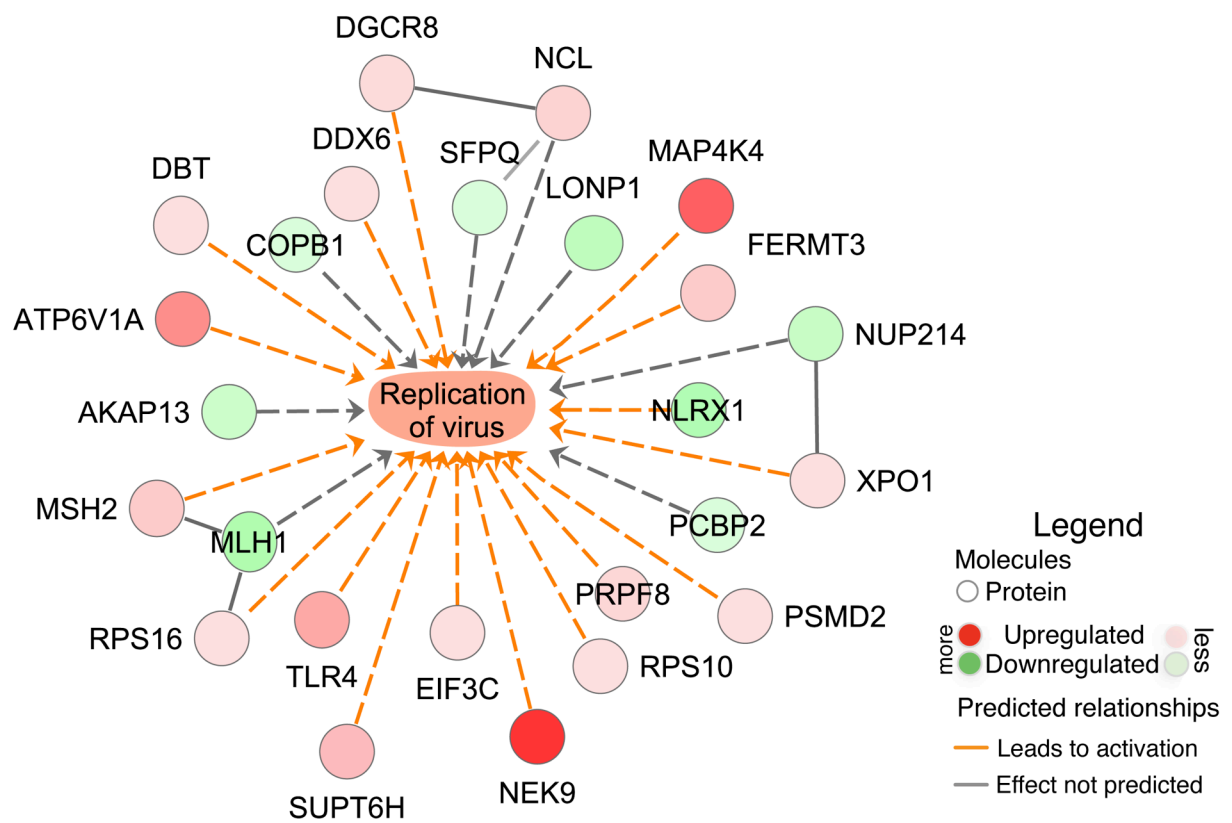 DGCR8
NCL
DDX6
SFPQ
MAP4K4
DBT
LONP1
COPB1
FERMT3
ATP6V1A
NUP214
Replication
of virus
AKAP13
NLRX1
XPO1
MSH2
PCBP2
MLH1
PRPF8
PSMD2
RPS16
TLR4
EIF3C
RPS10
SUPT6H
NEK9
Legend
Molecules
Protein
more
Upregulated
less
Downregulated
Predicted relationships
Leads to activation
Effect not predicted